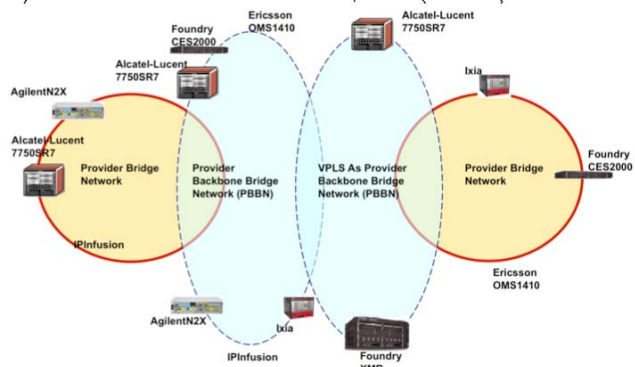 Foundry
CES2000
Ericsson
OMS1410
Alcatel-Lucent
7750SR7
Alcatel-Lucent
7750SR7
Ixia
AgilentN2X
Alcatel-Lucent
7750SR7
Foundry
CES2000
Provider Bridge
Network
Provider
Backbone Bridge
Network (PBBN)
VPLS As Provider
Backbone Bridge
Network (PBBN)
Provider Bridge
Network
IPInfusion
Ericsson
OMS1410
AgilentN2X
Ixia
IPInfusion
Foundry
XMR